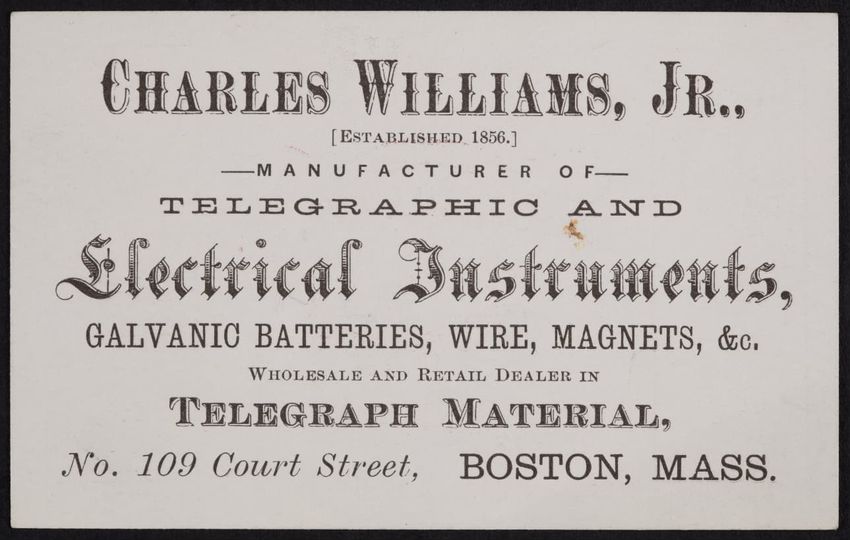 CHARLES WILLIAMS, JR.,
[ESTABLISHED 1856.]
—MANUFACTURER OF—
TELEGRAPHIC AND
Electrical Instruments,
GALVANIC BATTERIES, WIRE, MAGNETS, &c.
WHOLESALE AND RETAIL DEALER IN
TELEGRAPH MATERIAL,
No. 109 Court Street, BOSTON, MASS.